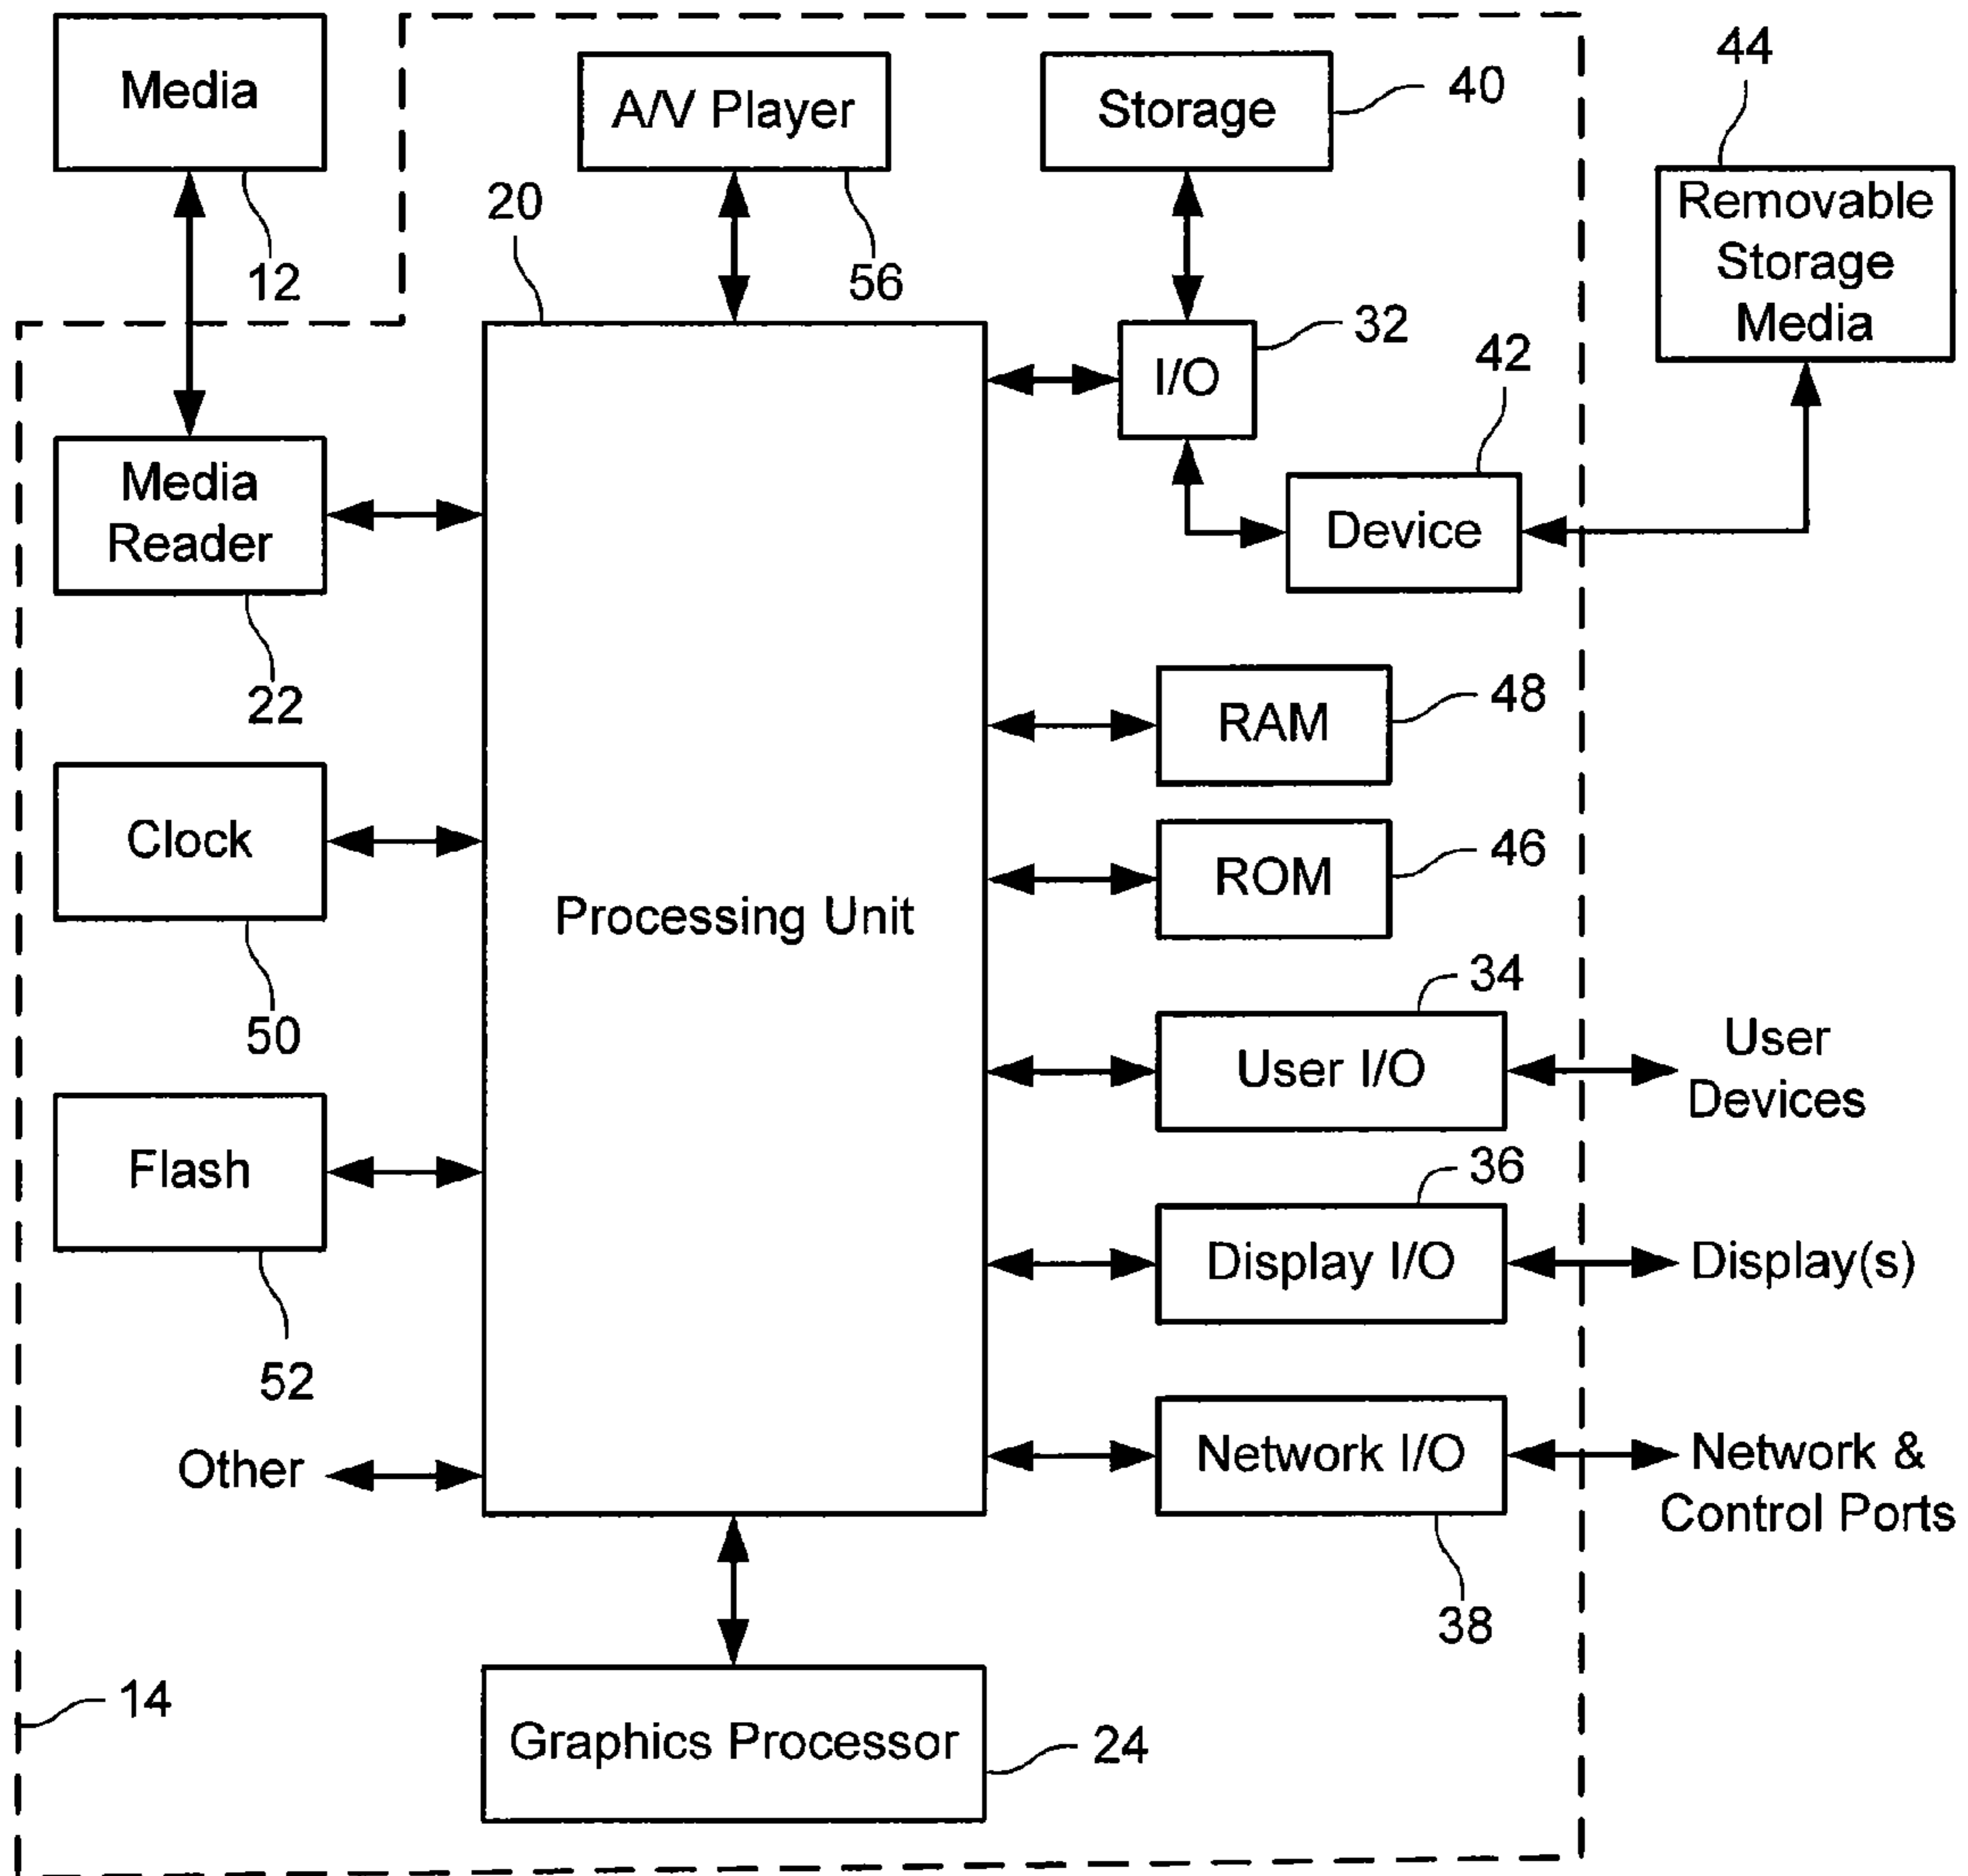 Media
12
A/V Player
56
Storage
40
44
Removable
Storage
Media
20
I/O
32
42
Device
Media
Reader
22
RAM
48
Clock
50
ROM
46
Processing Unit
34
User I/O
User
Devices
Flash
52
36
Display I/O
Display(s)
Other
Network I/O
38
Network &
Control Ports
14
Graphics Processor
24